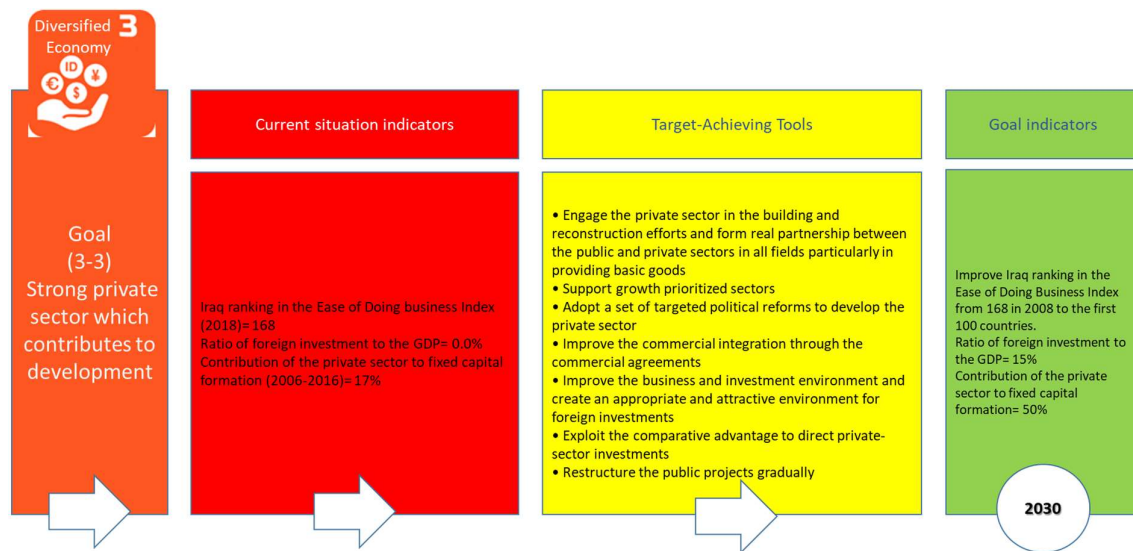 Diversified 3
Economy
ID
€
¥
$
Goal
(3-3)
Strong private
sector which
contributes to
development
Current situation indicators
Iraq ranking in the Ease of Doing business Index
(2018)= 168
Ratio of foreign investment to the GDP= 0.0%
Contribution of the private sector to fixed capital
formation (2006-2016)= 17%
Target-Achieving Tools
• Engage the private sector in the building and
reconstruction efforts and form real partnership between
the public and private sectors in all fields particularly in
providing basic goods
• Support growth prioritized sectors
• Adopt a set of targeted political reforms to develop the
private sector
• Improve the commercial integration through the
commercial agreements
• Improve the business and investment environment and
create an appropriate and attractive environment for
foreign investments
• Exploit the comparative advantage to direct private-
sector investments
• Restructure the public projects gradually
Goal indicators
Improve Iraq ranking in the
Ease of Doing Business Index
from 168 in 2008 to the first
100 countries.
Ratio of foreign investment to
the GDP= 15%
Contribution of the private
sector to fixed capital
formation= 50%
2030